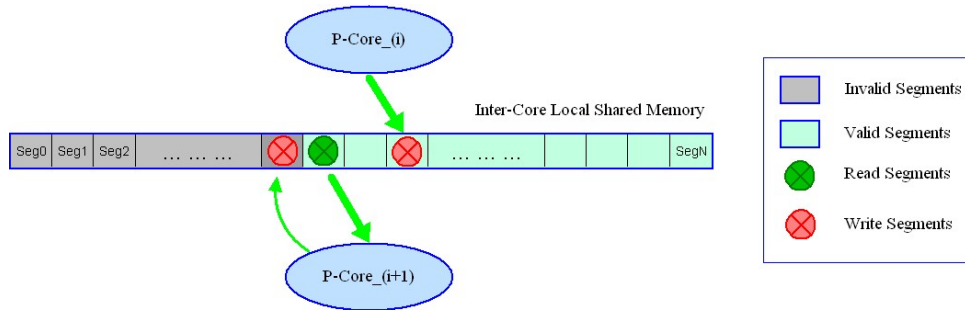 P-Core_(i)
Inter-Core Local Shared Memory
Seg0 Seg1 Seg2 ... ... ... ... ... ... SegN
P-Core_(i+1)
Invalid Segments
Valid Segments
Read Segments
Write Segments